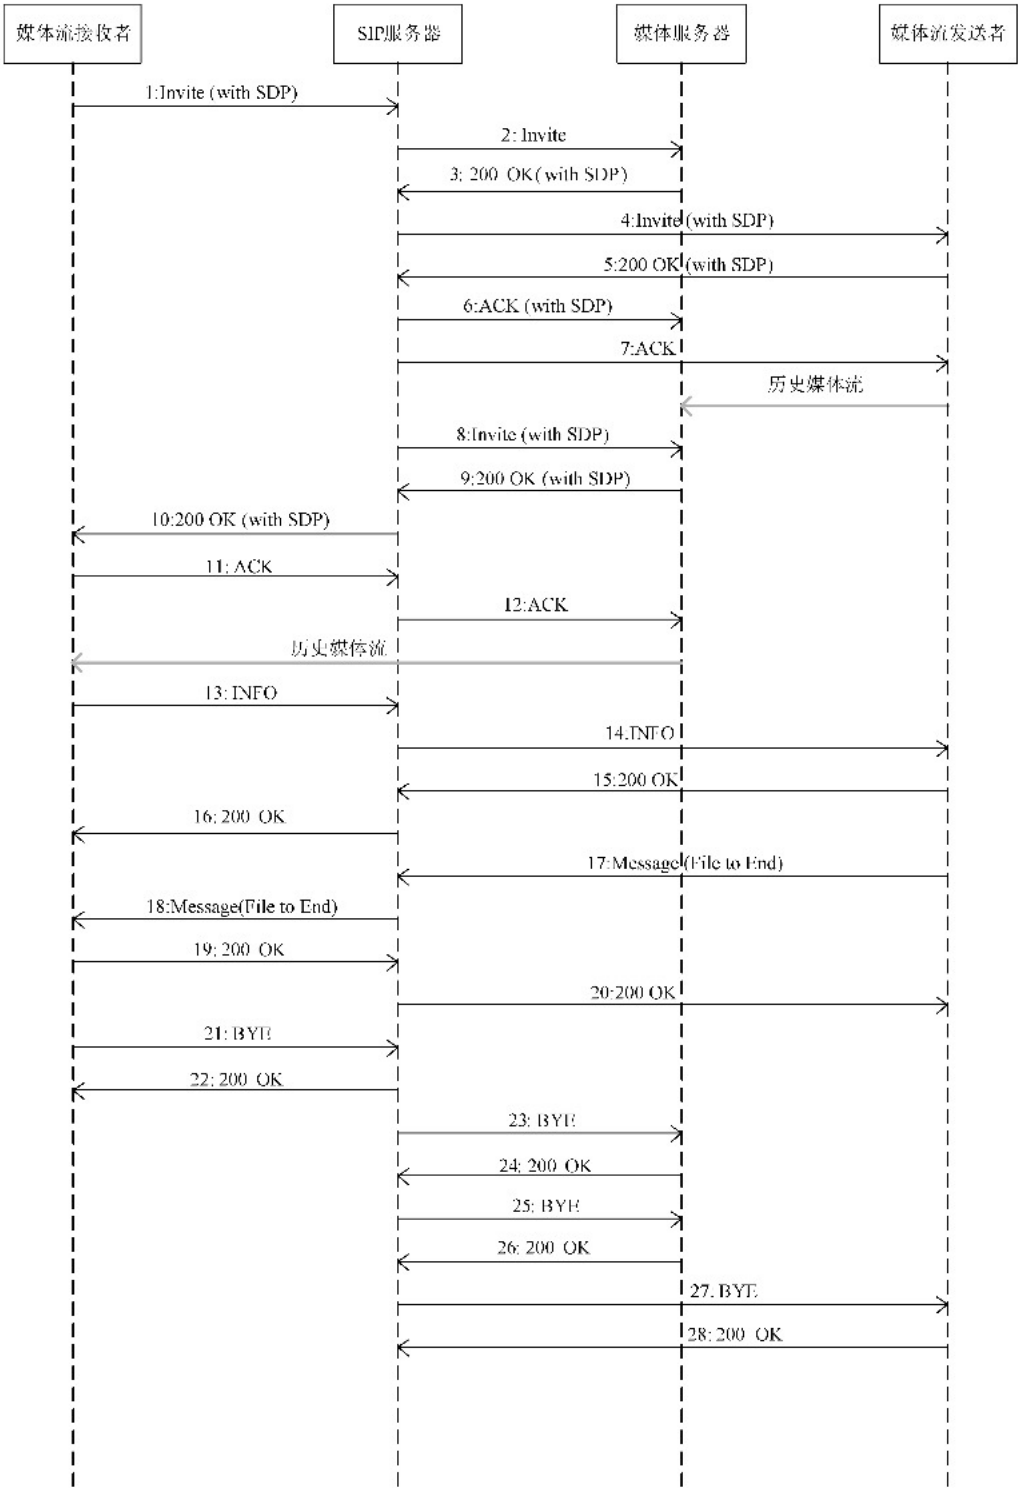 媒体流接收者
SIP服务器
媒体服务器
媒体流发送者
1:Invite (with SDP)
2: Invite
3: 200 OK(with SDP)
4:Invite (with SDP)
5:200 OK (with SDP)
6:ACK (with SDP)
7:ACK
历史媒体流
8:Invite (with SDP)
9:200 OK (with SDP)
10:200 OK (with SDP)
11: ACK
12:ACK
历史媒体流
13: INFO
14:INFO
15:200 OK
16: 200 OK
17:Message (File to End)
18:Message(File to End)
19: 200 OK
20:200 OK
21: BYE
22: 200 OK
23: BYE
24: 200 OK
25: BYE
26: 200 OK
27: BYE
28: 200 OK